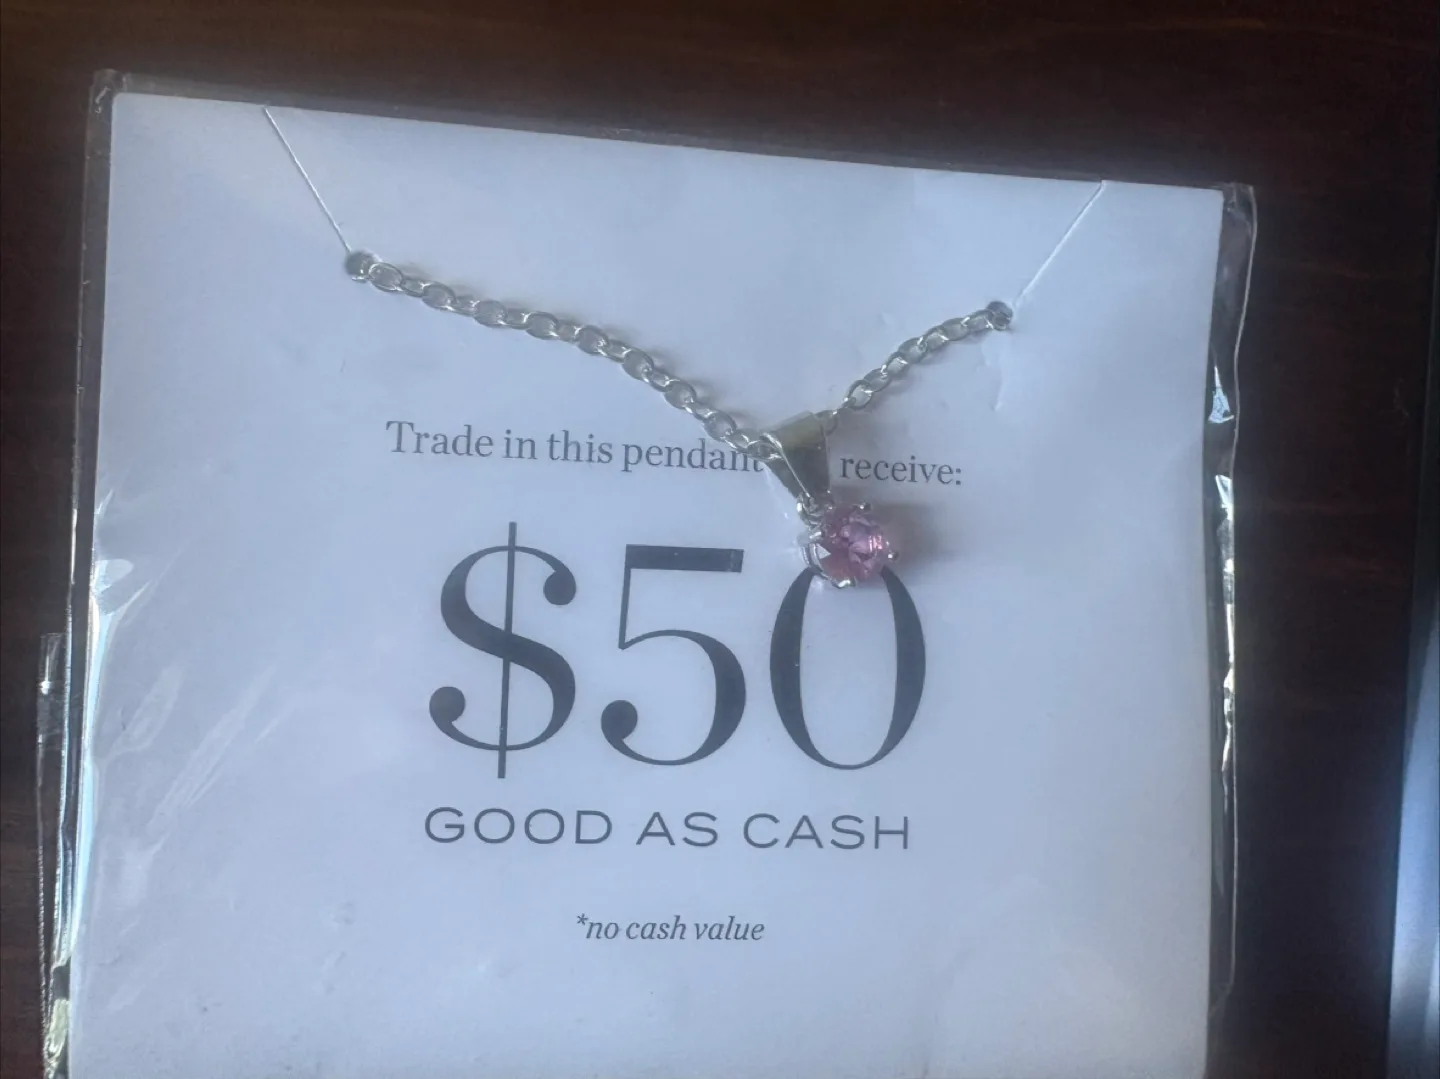 Trade in this pendant receive:
$50
GOOD AS CASH
*no cash value